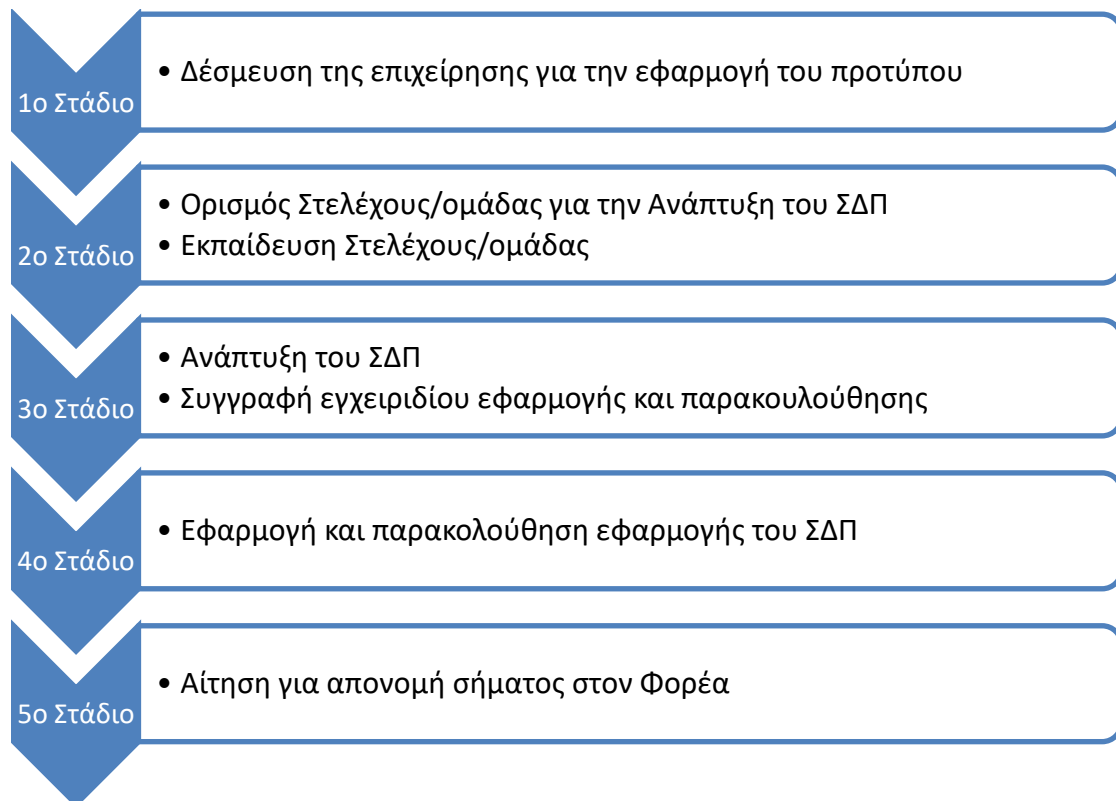 1ο Στάδιο
• Δέσμευση της επιχείρησης για την εφαρμογή του προτύπου
2ο Στάδιο
• Ορισμός Στελέχους/ομάδας για την Ανάπτυξη του ΣΔΠ
• Εκπαίδευση Στελέχους/ομάδας
3ο Στάδιο
• Ανάπτυξη του ΣΔΠ
• Συγγραφή εγχειριδίου εφαρμογής και παρακουλούθησης
4ο Στάδιο
• Εφαρμογή και παρακολούθηση εφαρμογής του ΣΔΠ
5ο Στάδιο
• Αίτηση για απονομή σήματος στον Φορέα